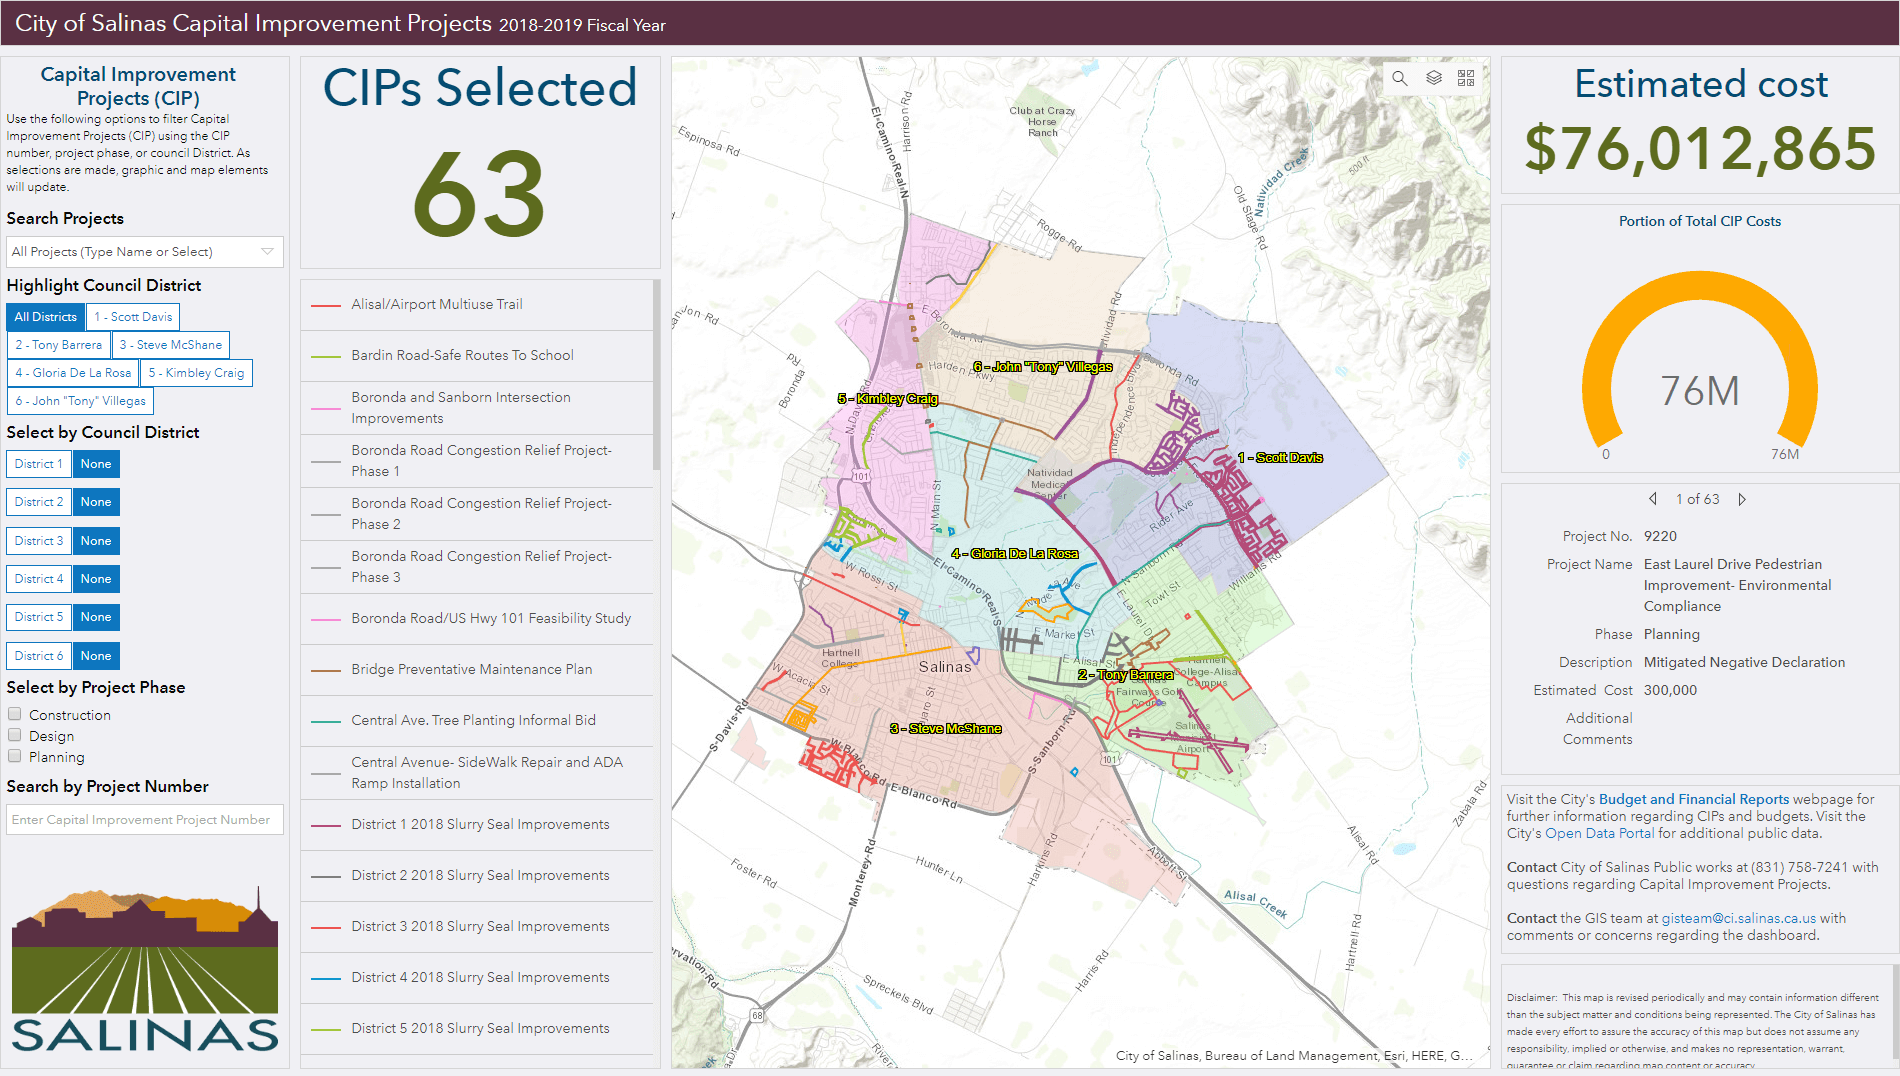 City of Salinas Capital Improvement Projects 2018-2019 Fiscal Year
Capital Improvement
Projects (CIP)
Use the following options to filter Capital
Improvement Projects (CIP) using the CIP
number, project phase, or council District. As
selections are made, graphic and map elements
will update.
Search Projects
All Projects (Type Name or Select)
Highlight Council District
All Districts
1 - Scott Davis
2 - Tony Barrera
3 - Steve McShane
4 - Gloria De La Rosa
5 - Kimbley Craig
6 - John "Tony" Villegas
Select by Council District
District 1 None
District 2 None
District 3 None
District 4 None
District 5 None
District 6 None
Select by Project Phase
Construction
Design
Planning
Search by Project Number
Enter Capital Improvement Project Number
SALINAS
CIPs Selected
63
Alisal/Airport Multiuse Trail
Bardin Road-Safe Routes To School
Boronda and Sanborn Intersection
Improvements
Boronda Road Congestion Relief Project-
Phase 1
Boronda Road Congestion Relief Project-
Phase 2
Boronda Road Congestion Relief Project-
Phase 3
Boronda Road/US Hwy 101 Feasibility Study
Bridge Preventative Maintenance Plan
Central Ave. Tree Planting Informal Bid
Central Avenue- SideWalk Repair and ADA
Ramp Installation
District 1 2018 Slurry Seal Improvements
District 2 2018 Slurry Seal Improvements
District 3 2018 Slurry Seal Improvements
District 4 2018 Slurry Seal Improvements
District 5 2018 Slurry Seal Improvements
Espinosa Rd
El-Camino-Real-N
Harrison Rd
Club at Crazy
Horse
Ranch
Natividad Creek
Old Stage Rd
500 ft
Rogge-Rd
an-Jon-Rd
Boronda Rd
E Boronda Rd
Natividad Rd
E Boronda Rd
6 - John "Tony" Villegas
Harden Pkwy
Independence Blvd
5 - Kimbley Craig
N Davis Rd
101
1 - Scott Davis
Natividad
Medical
Center
N Main St
Rider Ave
4 - Gloria De La Rosa
W Rossi St
El-Camino-Real-S
N Sanborn Rd
Williams Rd
Towt St
E Laurel Dr
E Market St
E Alisal St
Hartnell
College
Salinas
W Acacia St
2 - Tony Barrera
Hartnell
College-Alisal
Campus
Fairways Golf
Course
Salinas
Airport
3 - Steve McShane
S-Davis-Rd
W-Blanco-Rd
E-Blanco-Rd
S-Sanborn-Rd
101
Zabala Rd
Alisal Rd
Abbott St
Harkins Rd
Hunter Ln
Foster Rd
Monterey-Rd
Alisal Creek
Hartnell Rd
Harris Rd
Spreckels Blvd
rvation-Rd
68
River
City of Salinas, Bureau of Land Management, Esri, HERE, G...
Estimated cost
$76,012,865
Portion of Total CIP Costs
76M
0
76M
1 of 63
Project No. 9220
Project Name East Laurel Drive Pedestrian
Improvement- Environmental
Compliance
Phase Planning
Description Mitigated Negative Declaration
Estimated Cost 300,000
Additional
Comments
Visit the City's Budget and Financial Reports webpage for
further information regarding CIPs and budgets. Visit the
City's Open Data Portal for additional public data.
Contact City of Salinas Public works at (831) 758-7241 with
questions regarding Capital Improvement Projects.
Contact the GIS team at gisteam@ci.salinas.ca.us with
comments or concerns regarding the dashboard.
Disclaimer: This map is revised periodically and may contain information different
than the subject matter and conditions being represented. The City of Salinas has
made every effort to assure the accuracy of this map but does not assume any
responsibility, implied or otherwise, and makes no representation, warrant,
guarantee or claim regarding map content or accuracy.